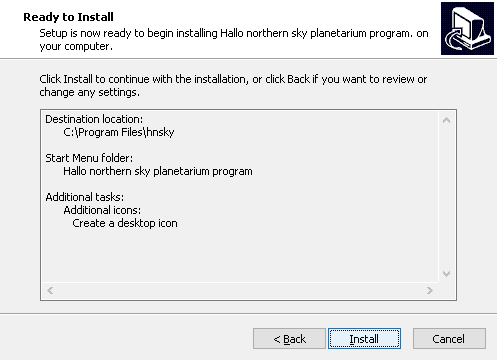 Ready to Install
Setup is now ready to begin installing Hallo northern sky planetarium program. on
your computer.
Click Install to continue with the installation, or click Back if you want to review or
change any settings.
Destination location:
C:\Program Files\hnsky
Start Menu folder:
Hallo northern sky planetarium program
Additional tasks:
Additional icons:
Create a desktop icon
< Back
Install
Cancel